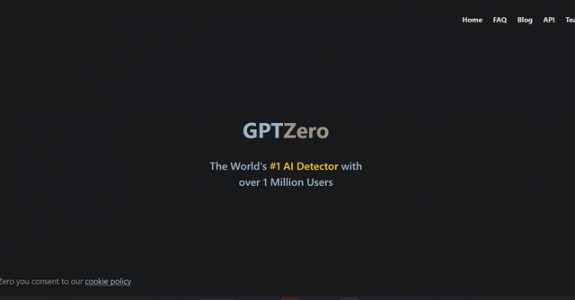 Home FAQ Blog API
GPTZero
The World's #1 AI Detector with
over 1 Million Users
Zero you consent to our cookie policy